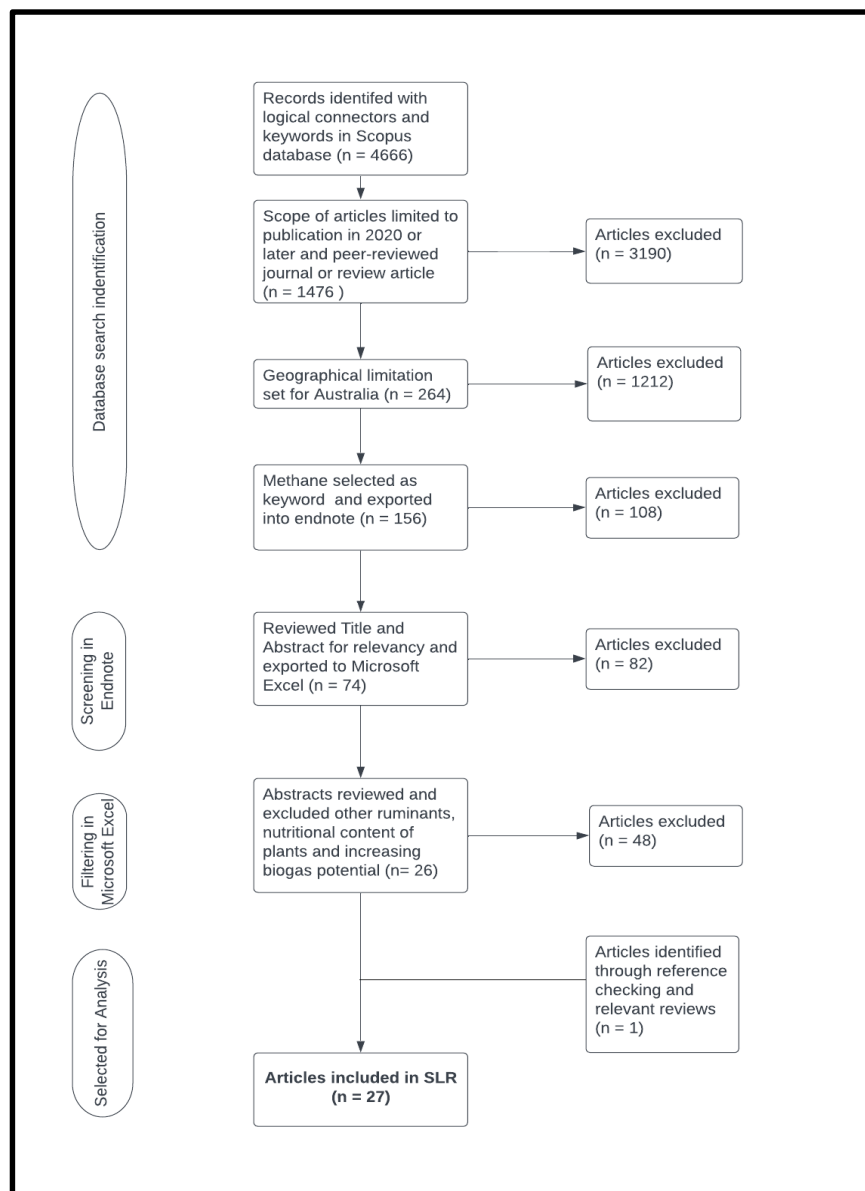 Records identifed with
logical connectors and
keywords in Scopus
database (n = 4666)
Scope of articles limited to
publication in 2020 or
later and peer-reviewed
journal or review article
(n = 1476 )
Articles excluded
(n = 3190)
Geographical limitation
set for Australia (n = 264)
Articles excluded
(n = 1212)
Methane selected as
keyword and exported
into endnote (n = 156)
Articles excluded
(n = 108)
Database search indentification
Reviewed Title and
Abstract for relevancy and
exported to Microsoft
Excel (n = 74)
Articles excluded
(n = 82)
Screening in
Endnote
Abstracts reviewed and
excluded other ruminants,
nutritional content of
plants and increasing
biogas potential (n= 26)
Articles excluded
(n = 48)
Filtering in
Microsoft Excel
Articles identified
through reference
checking and
relevant reviews
(n = 1)
Selected for Analysis
Articles included in SLR
(n = 27)